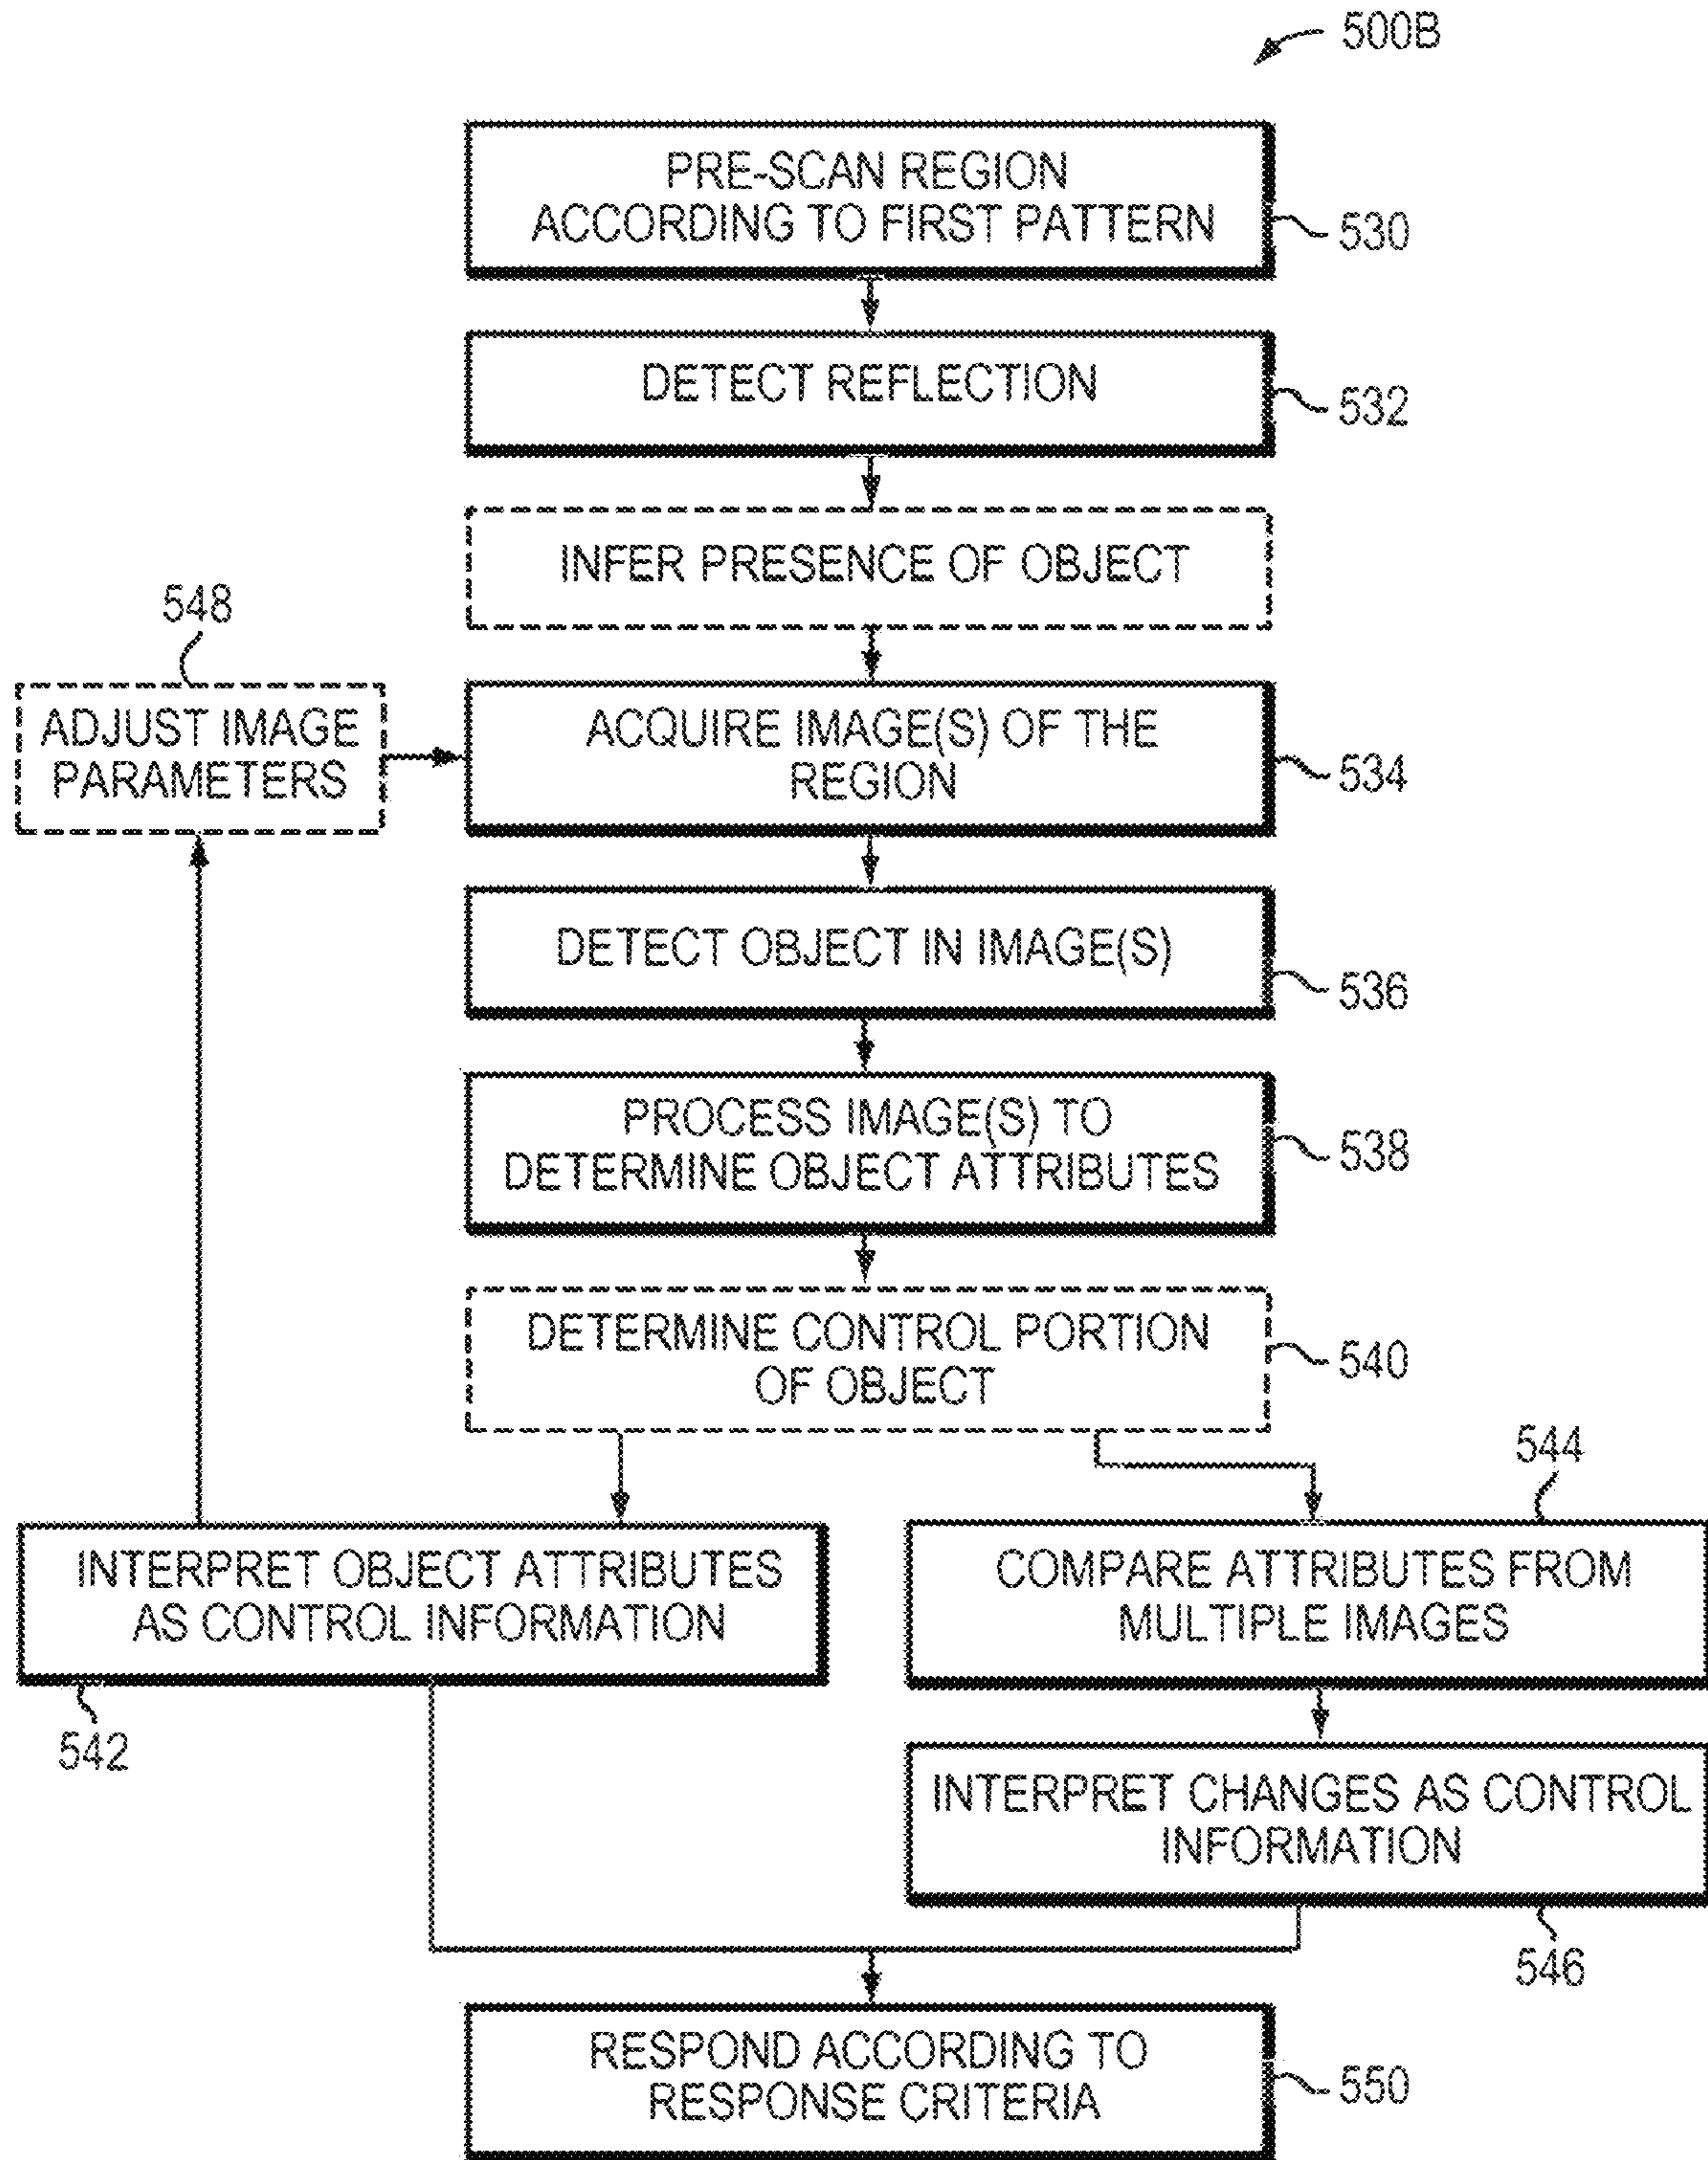 500B
PRE-SCAN REGION
ACCORDING TO FIRST PATTERN
530
DETECT REFLECTION
532
INFER PRESENCE OF OBJECT
548
ADJUST IMAGE
PARAMETERS
ACQUIRE IMAGE(S) OF THE
REGION
534
DETECT OBJECT IN IMAGE(S)
536
PROCESS IMAGE(S) TO
DETERMINE OBJECT ATTRIBUTES
538
DETERMINE CONTROL PORTION
OF OBJECT
540
544
INTERPRET OBJECT ATTRIBUTES
AS CONTROL INFORMATION
542
COMPARE ATTRIBUTES FROM
MULTIPLE IMAGES
INTERPRET CHANGES AS CONTROL
INFORMATION
546
RESPOND ACCORDING TO
RESPONSE CRITERIA
550